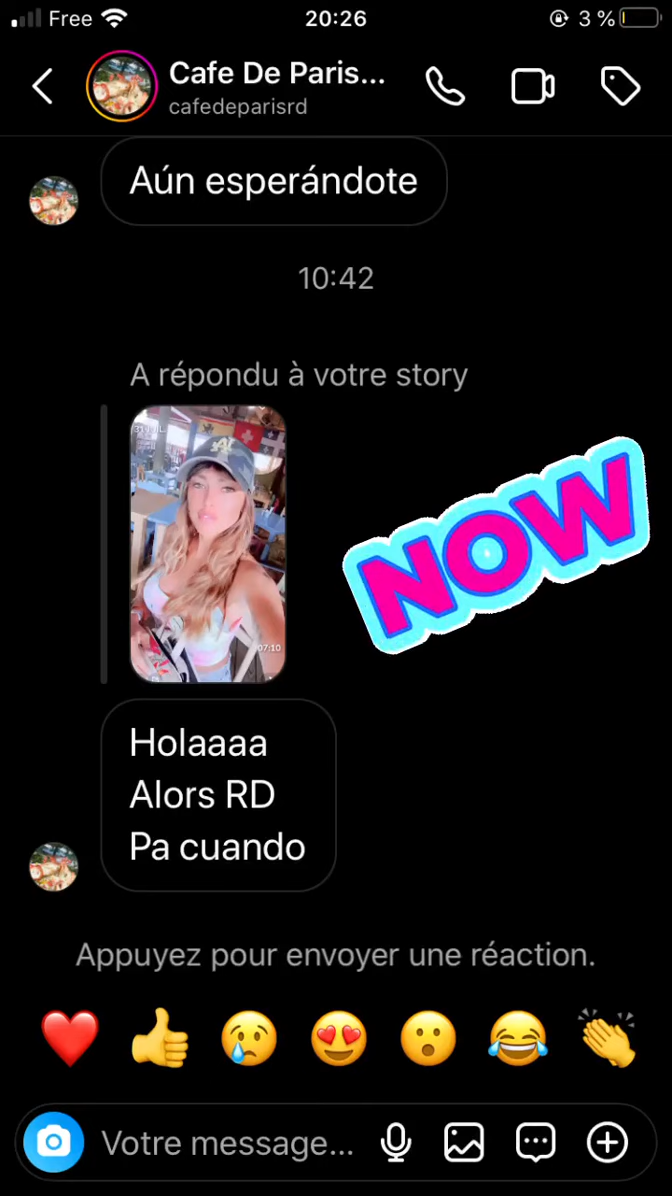 Free
20:26
3 %
Cafe De Paris...
cafedeparisrd
Aún esperándote
10:42
A répondu à votre story
07:10
NOW
Holaaaa
Alors RD
Pa cuando
Appuyez pour envoyer une réaction.
Votre message...